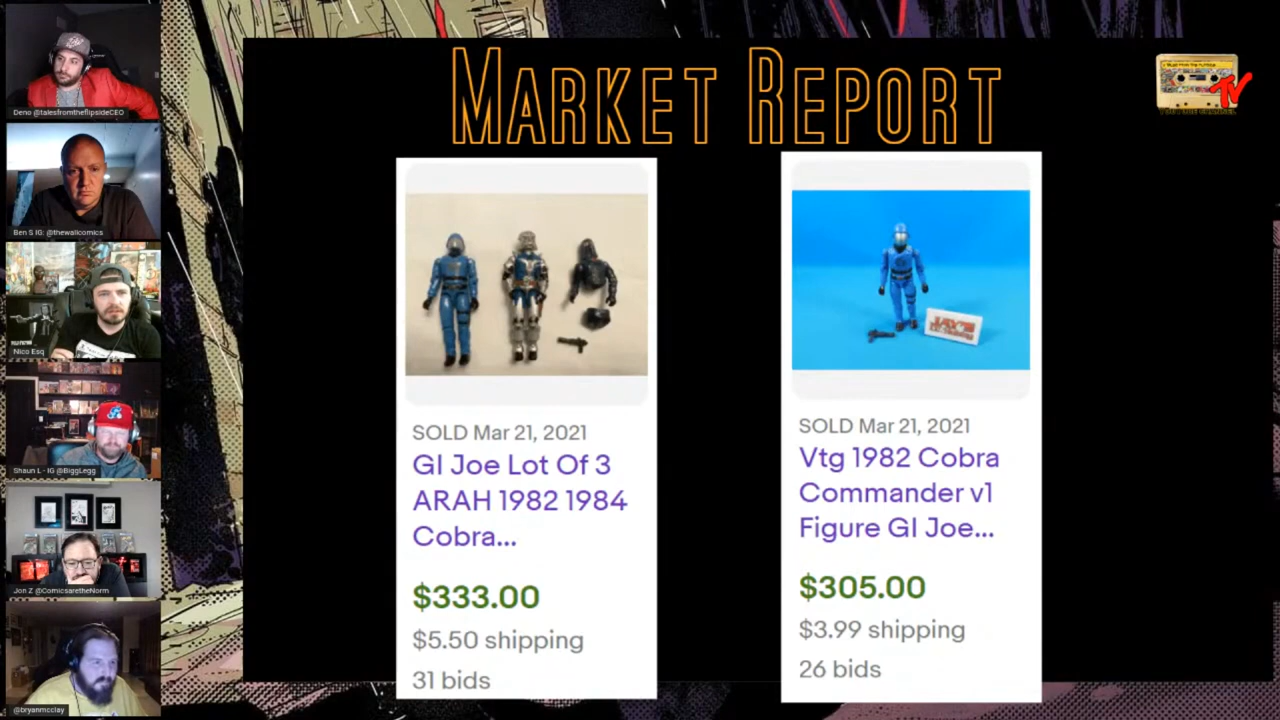 MARKET REPORT
TV
Deno @talesfromtheflipsideCEO
Ben S IG: @thewallcomics
Nico Esq
Shaun L - IG @BiggLegg
Jon Z @ComicsaretheNorm
@bryanmcclay
SOLD Mar 21, 2021
GI Joe Lot Of 3
ARAH 1982 1984
Cobra...
$333.00
$5.50 shipping
31 bids
SOLD Mar 21, 2021
Vtg 1982 Cobra
Commander v1
Figure GI Joe...
$305.00
$3.99 shipping
26 bids